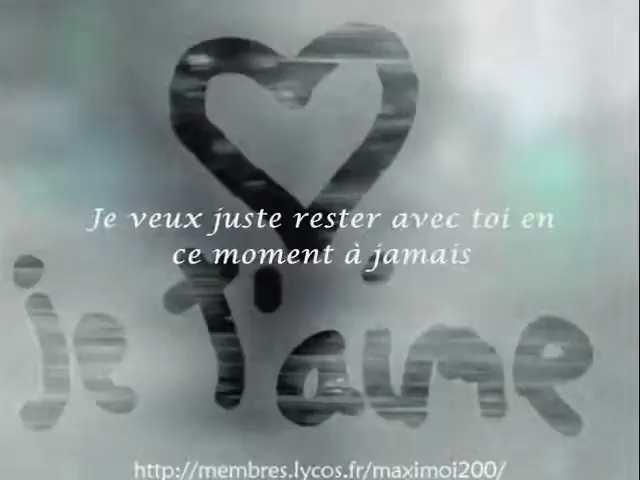 Je veux juste rester avec toi en
ce moment à jamais
je t'aime
http://membres.lycos.fr/maximoi200/